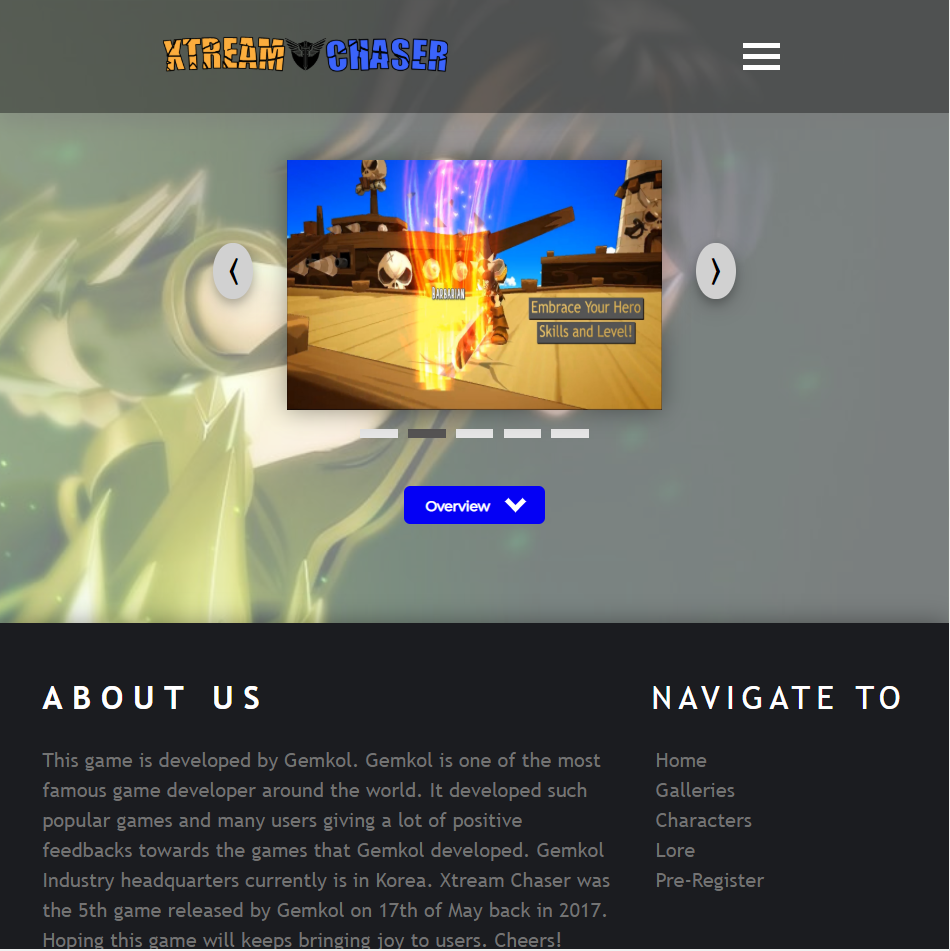 XTREAM CHASER
BARBARIAN
Embrace Your Hero
Skills and Level!
Overview
ABOUT US
This game is developed by Gemkol. Gemkol is one of the most
famous game developer around the world. It developed such
popular games and many users giving a lot of positive
feedbacks towards the games that Gemkol developed. Gemkol
Industry headquarters currently is in Korea. Xtream Chaser was
the 5th game released by Gemkol on 17th of May back in 2017.
Hoping this game will keeps bringing joy to users. Cheers!
NAVIGATE TO
Home
Galleries
Characters
Lore
Pre-Register